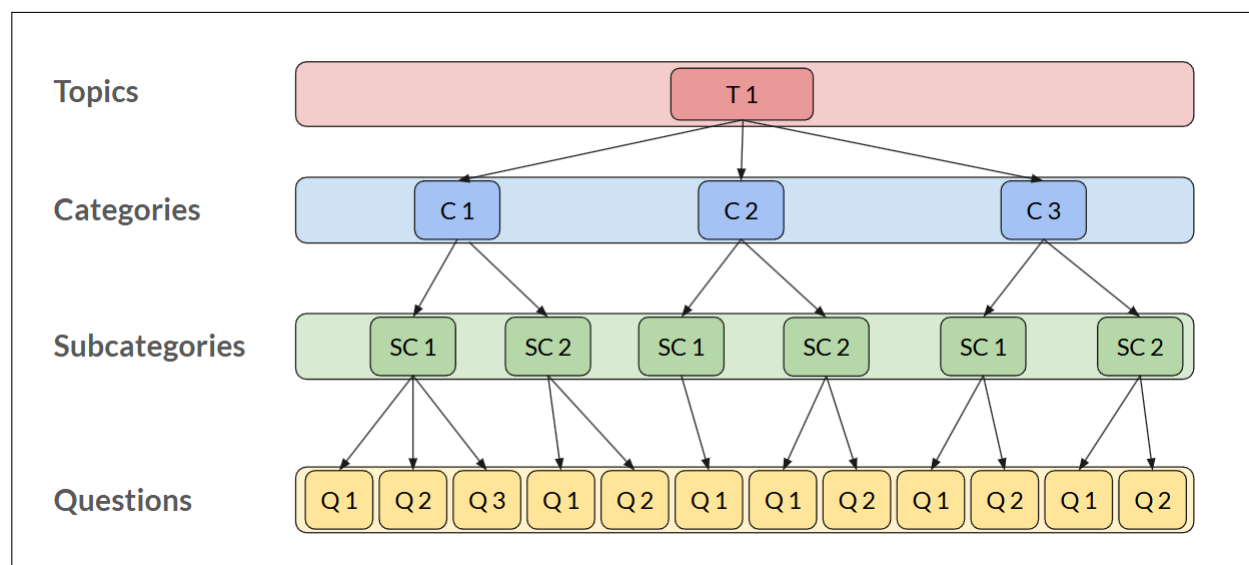 Topics
T 1
Categories
C 1 C 2 C 3
Subcategories
SC 1 SC 2 SC 1 SC 2 SC 1 SC 2
Questions
Q 1 Q 2 Q 3 Q 1 Q 2 Q 1 Q 1 Q 2 Q 1 Q 2 Q 1 Q 2